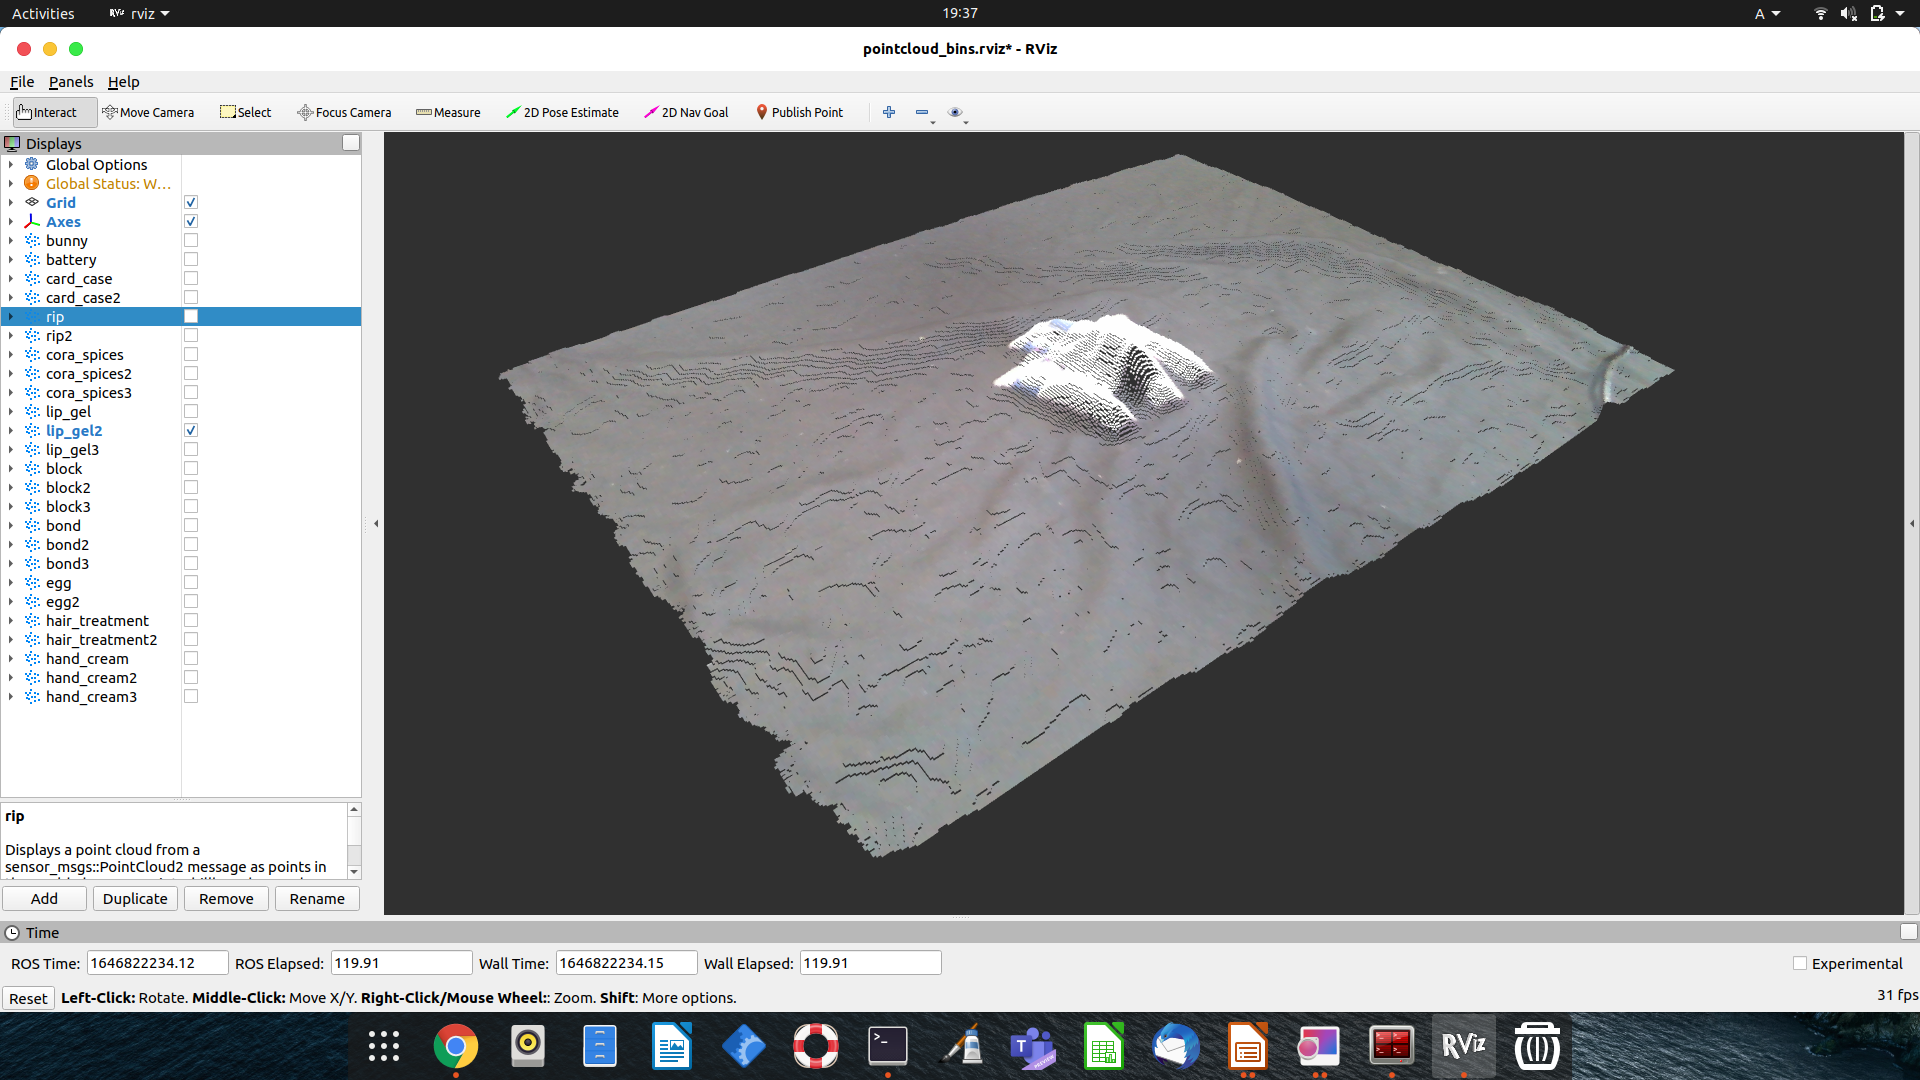 Activities RViz rviz 19:37 A
pointcloud_bins.rviz* - RViz
File Panels Help
Interact Move Camera Select Focus Camera Measure 2D Pose Estimate 2D Nav Goal Publish Point
Displays
Global Options
Global Status: W...
Grid
Axes
bunny
battery
card_case
card_case2
rip
rip2
cora_spices
cora_spices2
cora_spices3
lip_gel
lip_gel2
lip_gel3
block
block2
block3
bond
bond2
bond3
egg
egg2
hair_treatment
hair_treatment2
hand_cream
hand_cream2
hand_cream3
rip
Displays a point cloud from a
sensor_msgs::PointCloud2 message as points in
Add Duplicate Remove Rename
Time
ROS Time: 1646822234.12 ROS Elapsed: 119.91 Wall Time: 1646822234.15 Wall Elapsed: 119.91 Experimental
Reset Left-Click: Rotate. Middle-Click: Move X/Y. Right-Click/Mouse Wheel:: Zoom. Shift: More options. 31 fps
T PREVIEW RViz